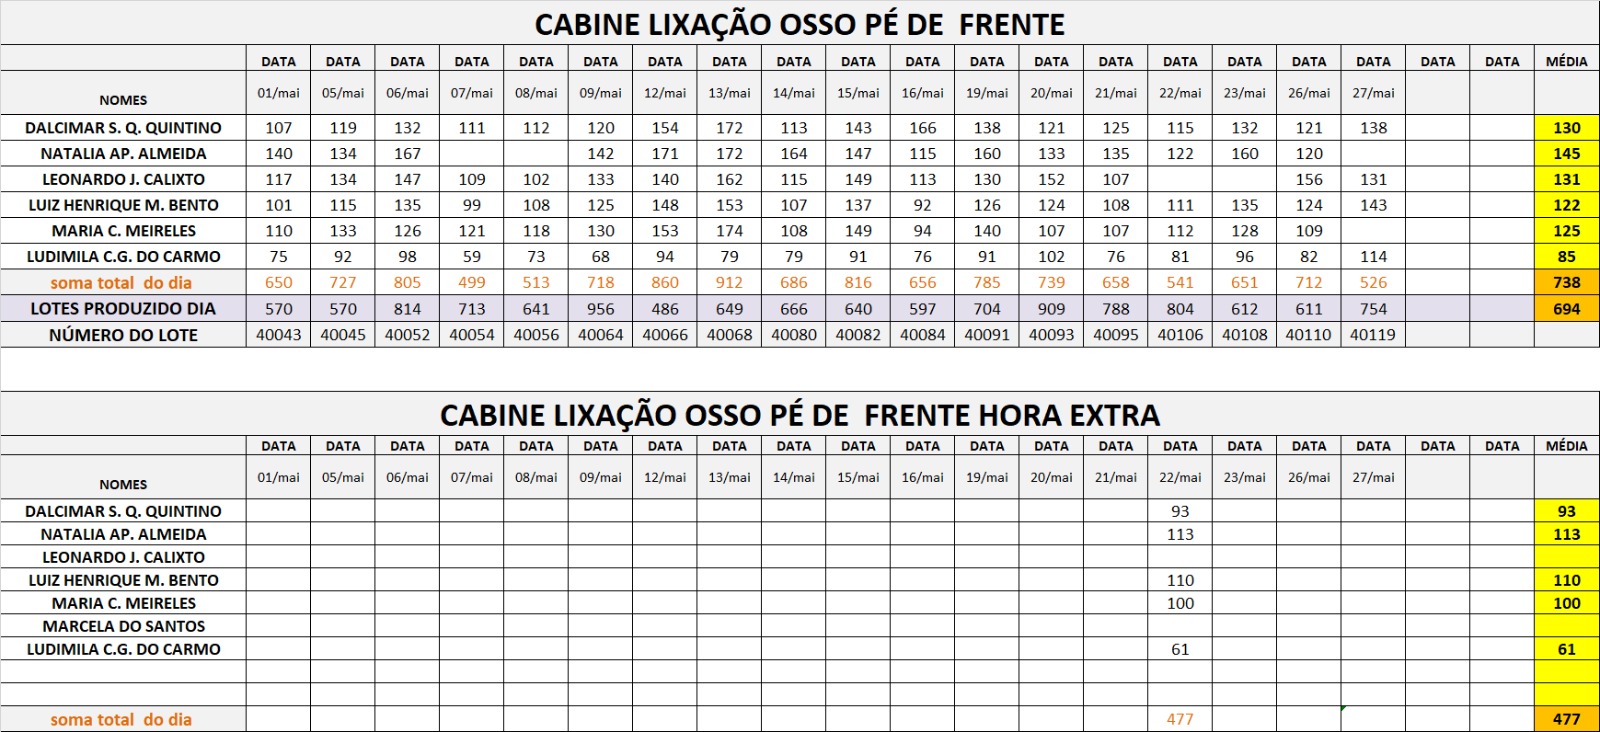 CABINE LIXAÇÃO OSSO PÉ DE  FRENTE
DATA DATA DATA DATA DATA DATA DATA DATA DATA DATA DATA DATA DATA DATA DATA DATA DATA DATA DATA DATA MÉDIA
NOMES 01/mai 05/mai 06/mai 07/mai 08/mai 09/mai 12/mai 13/mai 14/mai 15/mai 16/mai 19/mai 20/mai 21/mai 22/mai 23/mai 26/mai 27/mai
DALCIMAR S. Q. QUINTINO 107 119 132 111 112 120 154 172 113 143 166 138 121 125 115 132 121 138 130
NATALIA AP. ALMEIDA 140 134 167 142 171 172 164 147 115 160 133 135 122 160 120 145
LEONARDO J. CALIXTO 117 134 147 109 102 133 140 162 115 149 113 130 152 107 156 131 131
LUIZ HENRIQUE M. BENTO 101 115 135 99 108 125 148 153 107 137 92 126 124 108 111 135 124 143 122
MARIA C. MEIRELES 110 133 126 121 118 130 153 174 108 149 94 140 107 107 112 128 109 125
LUDIMILA C.G. DO CARMO 75 92 98 59 73 68 94 79 79 91 76 91 102 76 81 96 82 114 85
soma total  do dia 650 727 805 499 513 718 860 912 686 816 656 785 739 658 541 651 712 526 738
LOTES PRODUZIDO DIA 570 570 814 713 641 956 486 649 666 640 597 704 909 788 804 612 611 754 694
NÚMERO DO LOTE 40043 40045 40052 40054 40056 40064 40066 40068 40080 40082 40084 40091 40093 40095 40106 40108 40110 40119
CABINE LIXAÇÃO OSSO PÉ DE  FRENTE HORA EXTRA
DATA DATA DATA DATA DATA DATA DATA DATA DATA DATA DATA DATA DATA DATA DATA DATA DATA DATA DATA DATA MÉDIA
NOMES 01/mai 05/mai 06/mai 07/mai 08/mai 09/mai 12/mai 13/mai 14/mai 15/mai 16/mai 19/mai 20/mai 21/mai 22/mai 23/mai 26/mai 27/mai
DALCIMAR S. Q. QUINTINO 93 93
NATALIA AP. ALMEIDA 113 113
LEONARDO J. CALIXTO
LUIZ HENRIQUE M. BENTO 110 110
MARIA C. MEIRELES 100 100
MARCELA DO SANTOS
LUDIMILA C.G. DO CARMO 61 61
soma total  do dia 477 477